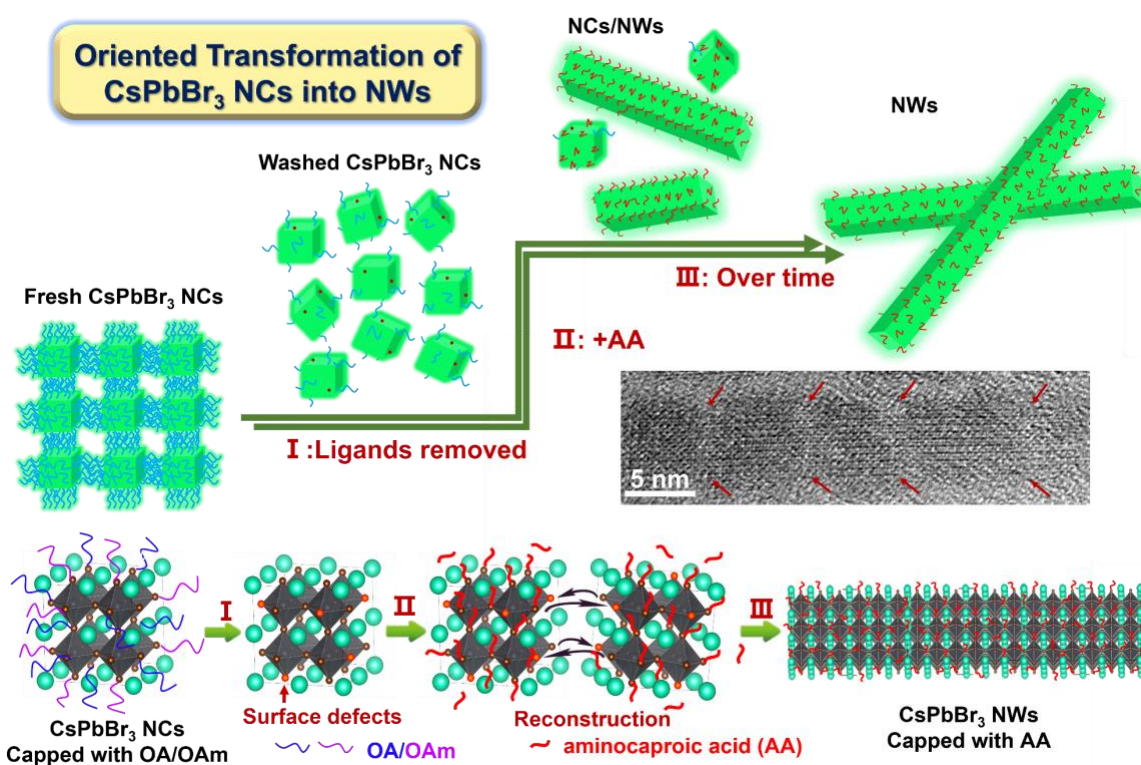 Oriented Transformation of
CsPbBr₃ NCs into NWs
NCs/NWs
NWs
Washed CsPbBr₃ NCs
Fresh CsPbBr₃ NCs
Ⅲ: Over time
Ⅱ: +AA
Ⅰ :Ligands removed
5 nm
Ⅰ
Ⅱ
Ⅲ
Surface defects
Reconstruction
CsPbBr₃ NCs
Capped with OA/OAm
OA/OAm
aminocaproic acid (AA)
CsPbBr₃ NWs
Capped with AA